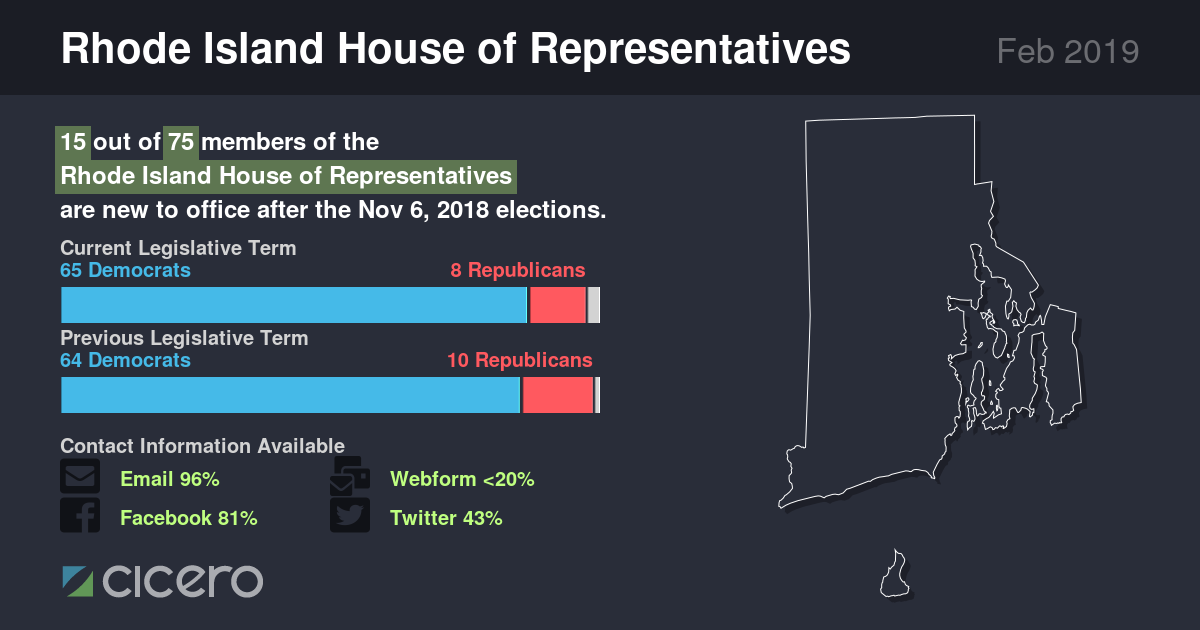 Rhode Island House of Representatives
Feb 2019
15 out of 75 members of the
Rhode Island House of Representatives
are new to office after the Nov 6, 2018 elections.
Current Legislative Term
65 Democrats 8 Republicans
Previous Legislative Term
64 Democrats 10 Republicans
Contact Information Available
Email 96% Webform <20%
Facebook 81% Twitter 43%
cicero